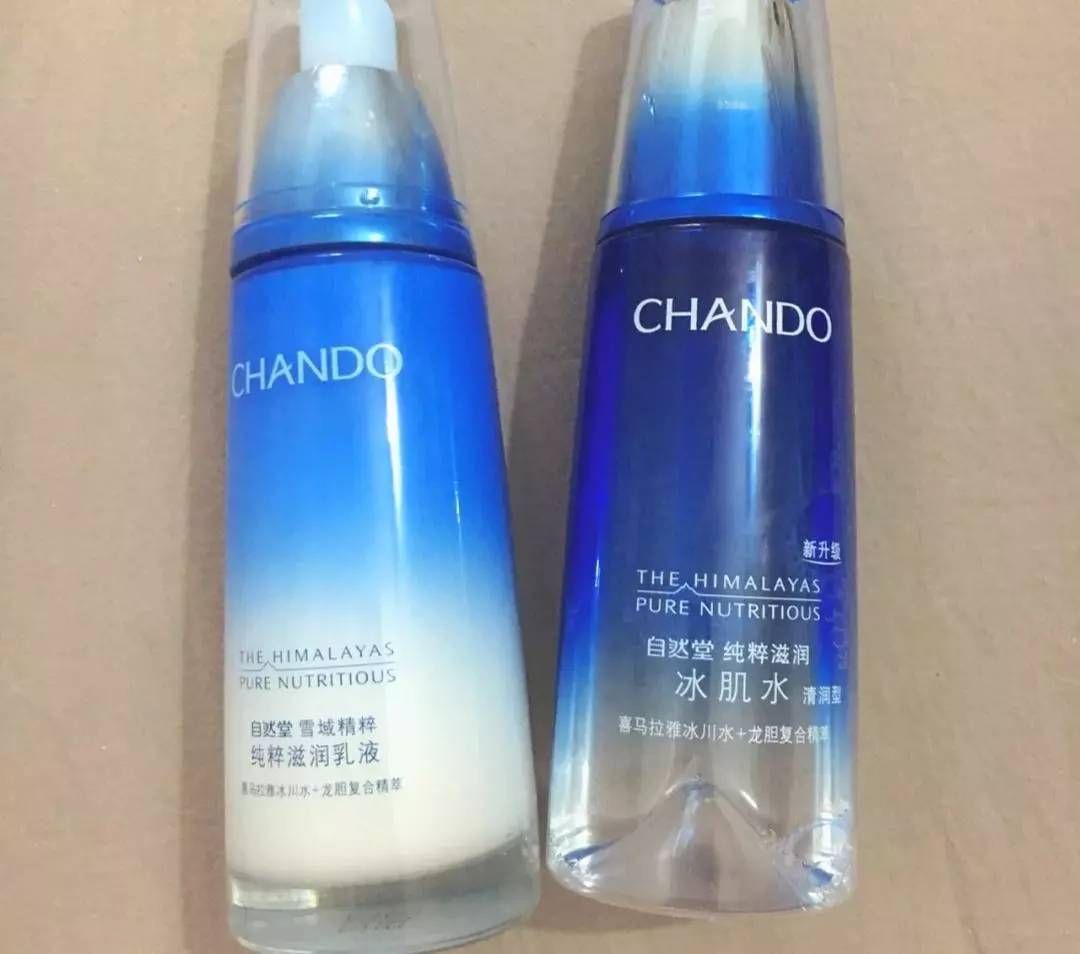 CHANDO
THE HIMALAYAS
PURE NUTRITIOUS
自然堂 雪域精粹
纯粹滋润乳液
喜马拉雅冰川水+龙胆复合精萃
CHANDO
新升级
THE HIMALAYAS
PURE NUTRITIOUS
自然堂 纯粹滋润
冰肌水 清润型
喜马拉雅冰川水+龙胆复合精萃